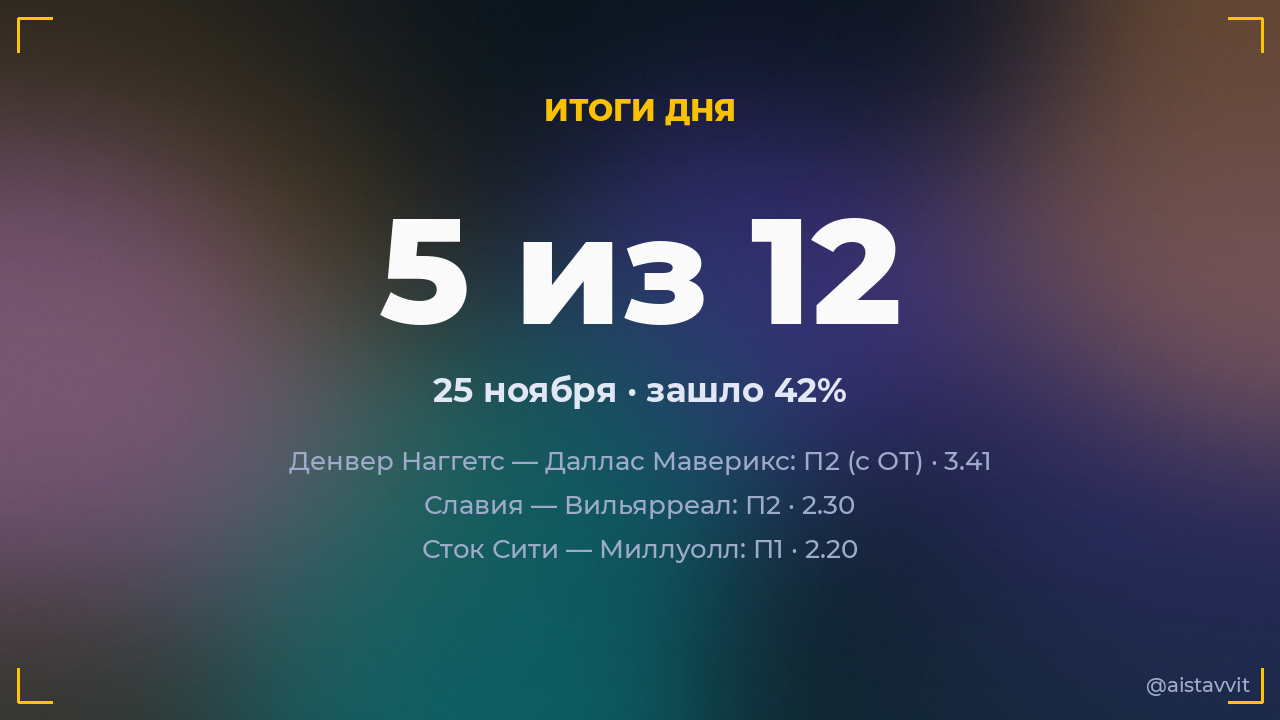 ИТОГИ ДНЯ
5 из 12
25 ноября · зашло 42%
Денвер Наггетс — Даллас Маверикс: П2 (с ОТ) · 3.41
Славия — Вильярреал: П2 · 2.30
Сток Сити — Миллуолл: П1 · 2.20
@aistavvit